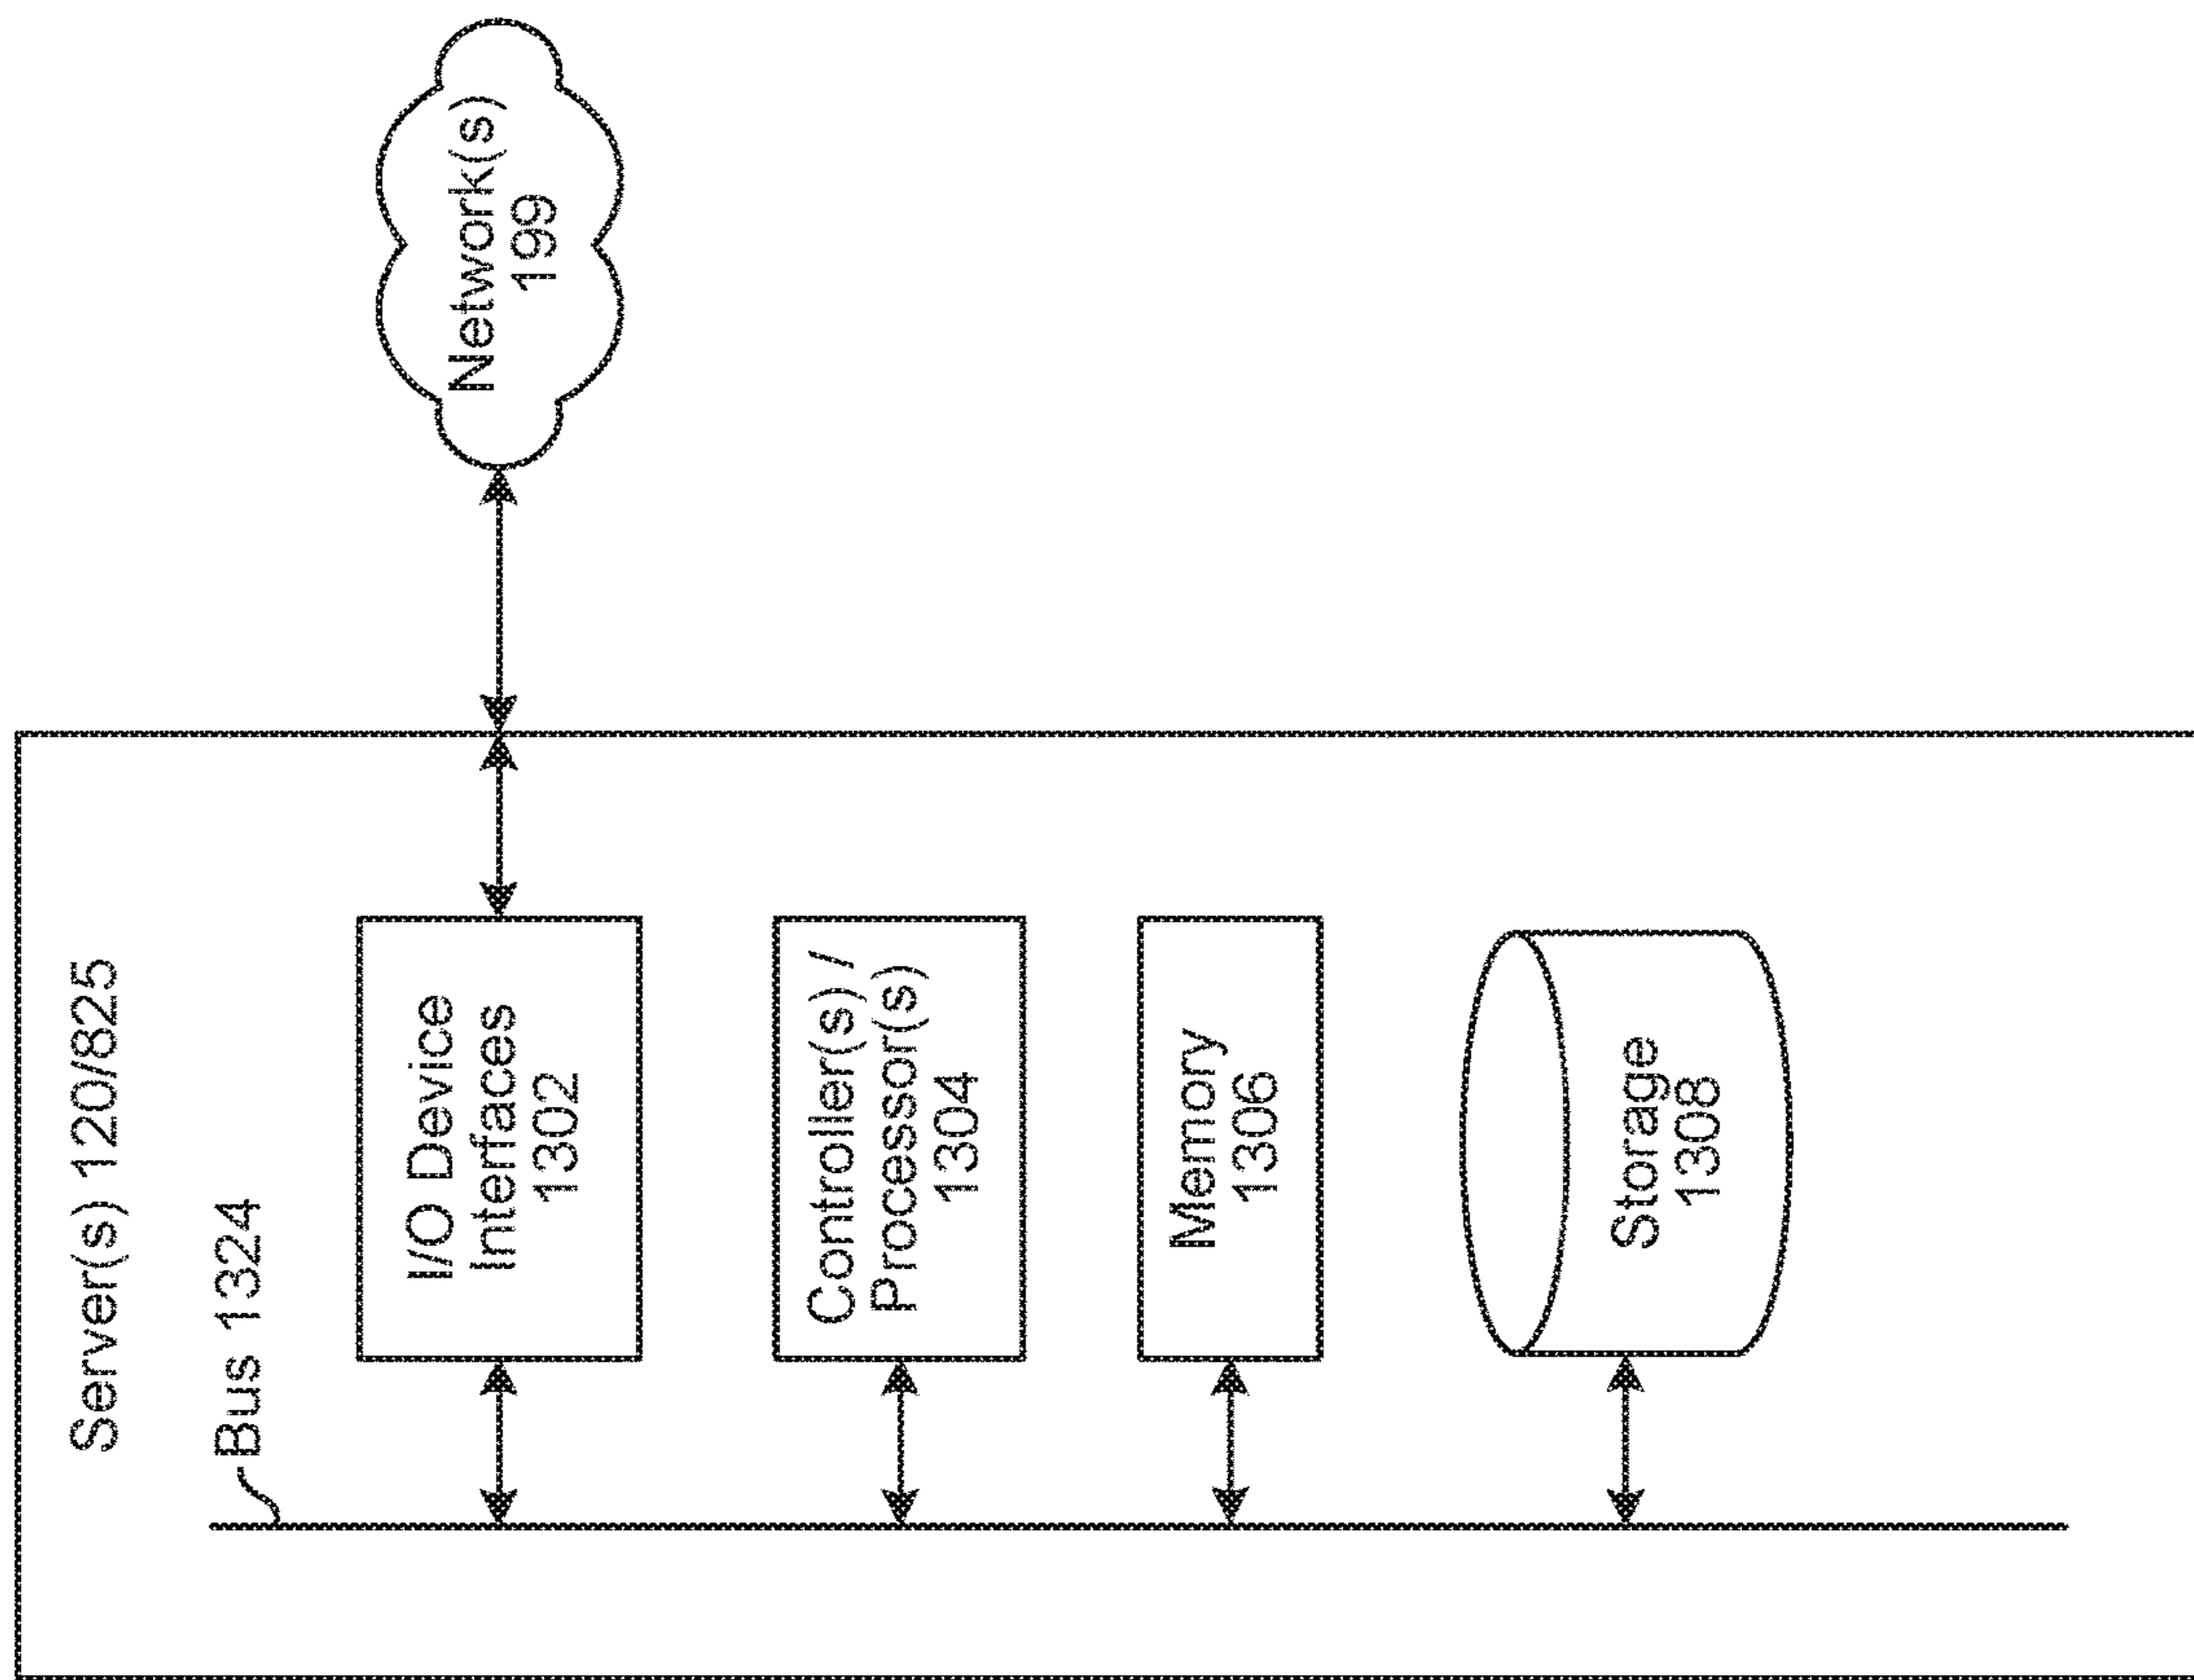 Server(s) 120/825
Bus 1324
I/O Device
Interfaces
1302
Network(s)
199
Controller(s) /
Processor(s)
1304
Memory
1306
Storage
1308